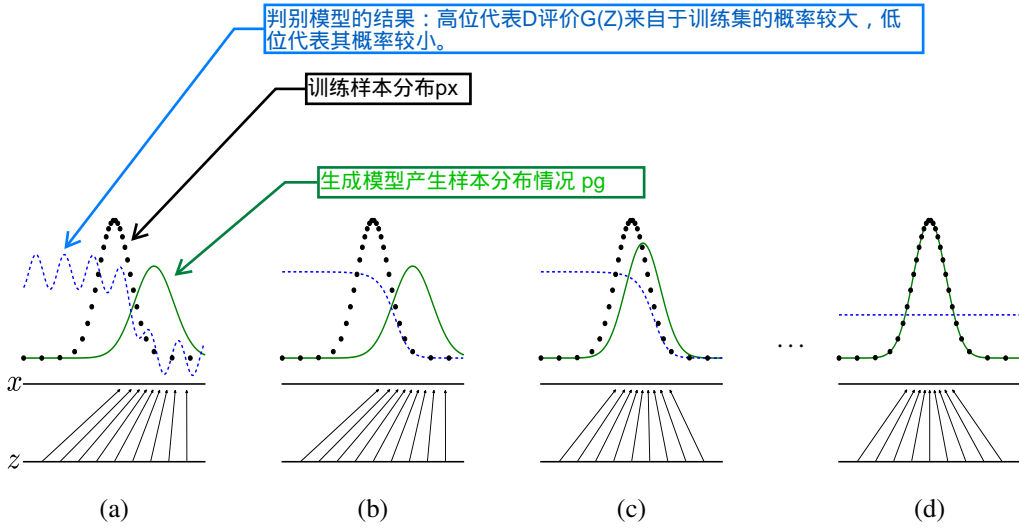 判别模型的结果：高位代表D评价G(Z)来自于训练集的概率较大，低
位代表其概率较小。
训练样本分布px
生成模型产生样本分布情况 pg
...
x
z
(a)
(b)
(c)
(d)